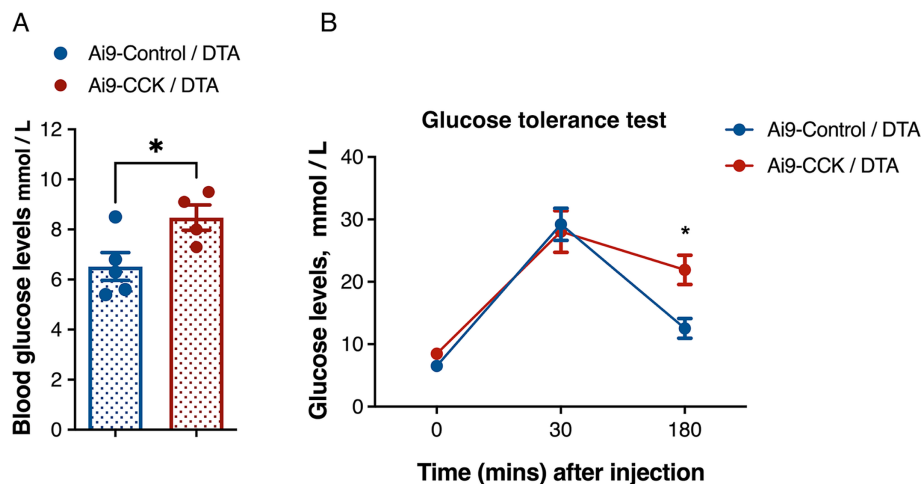 A
Ai9-Control / DTA
Ai9-CCK / DTA
Blood glucose levels mmol / L
12
10
8
6
4
2
0
*
B
Glucose tolerance test
Ai9-Control / DTA
Ai9-CCK / DTA
Glucose levels, mmol / L
40
30
20
10
0
*
0 30 180
Time (mins) after injection